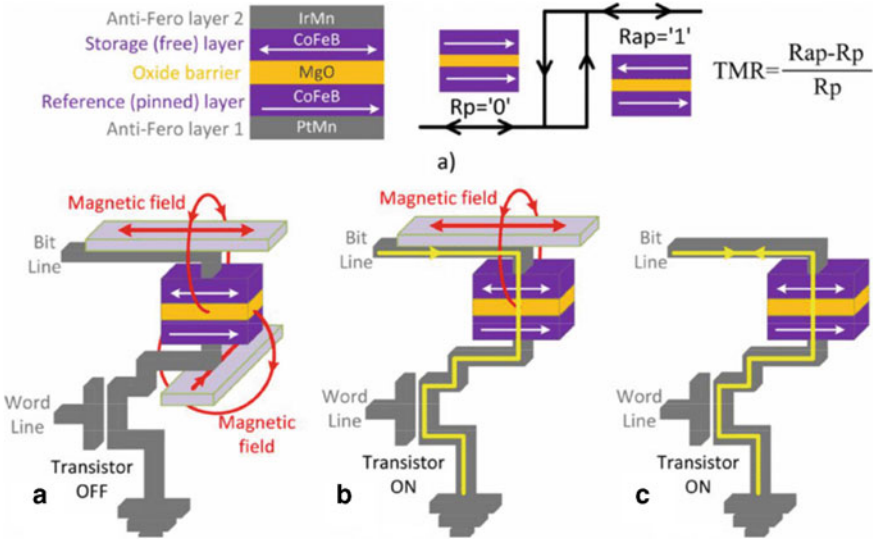 Anti-Fero layer 2
IrMn
Storage (free) layer
CoFeB
Oxide barrier
MgO
Reference (pinned) layer
CoFeB
Anti-Fero layer 1
PtMn
Rp='0'
Rap='1'
TMR=
Rap-Rp
Rp
a)
Magnetic field
Bit
Line
Word
Line
Magnetic
field
Transistor
OFF
a
Magnetic field
Bit
Line
Word
Line
Transistor
ON
b
Bit
Line
Word
Line
Transistor
ON
c